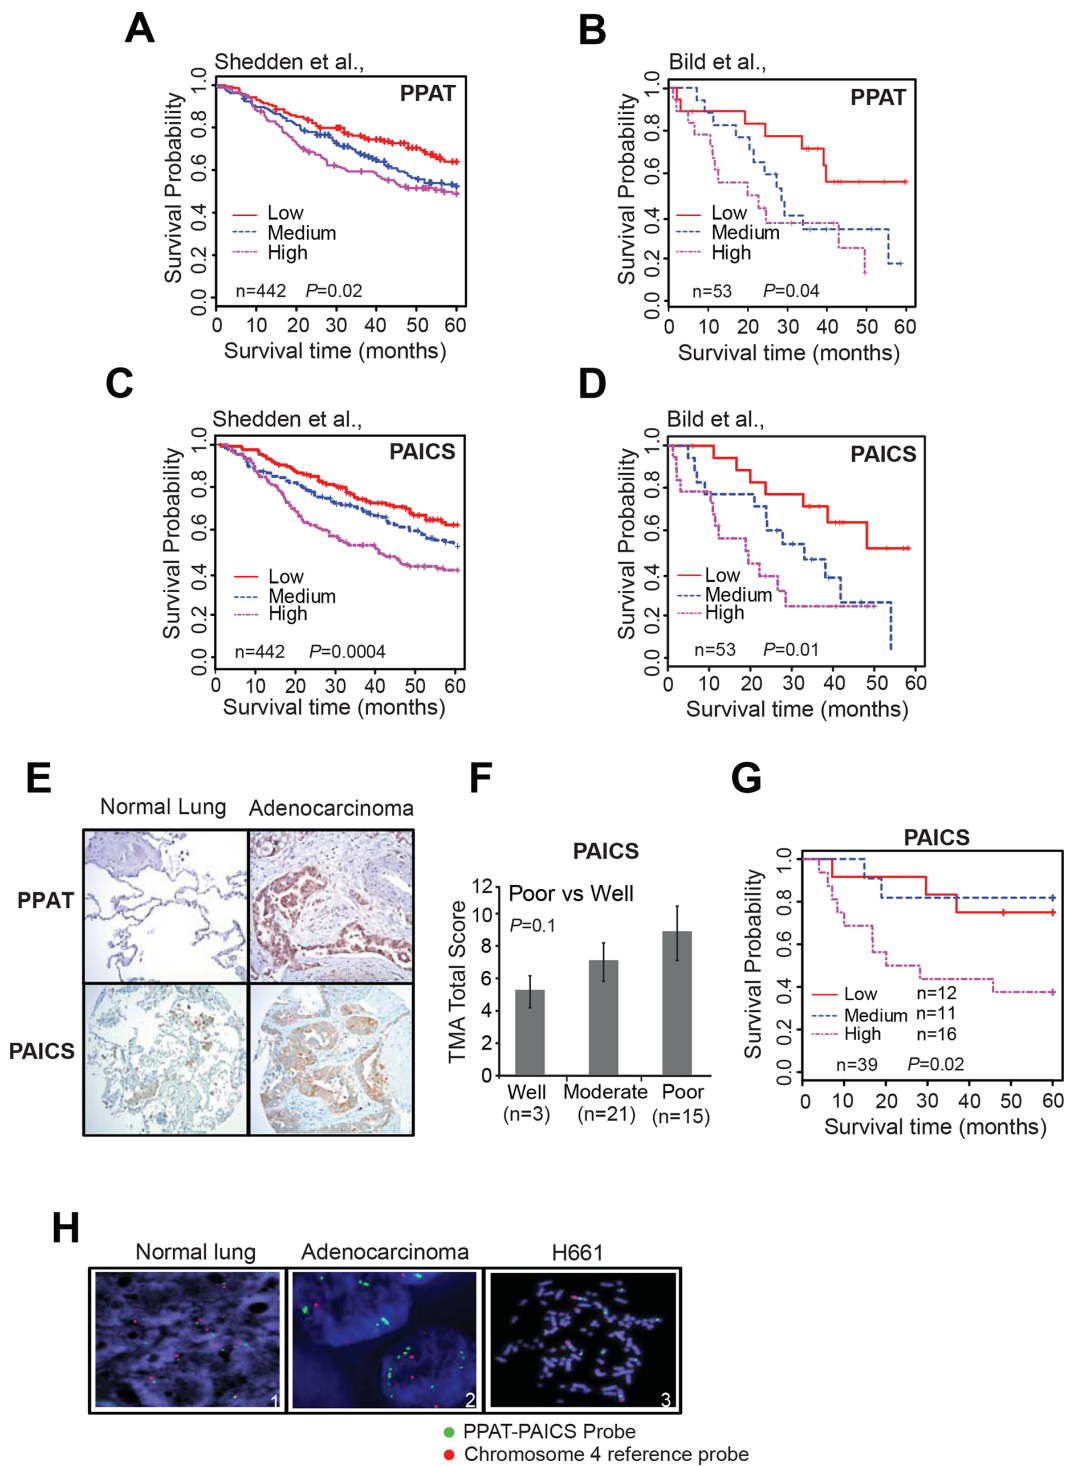 A
Shedden et al.,
PPAT
Survival Probability
1.0
0.8
0.6
0.4
0.2
0.0
Low
Medium
High
n=442 P=0.02
0 10 20 30 40 50 60
Survival time (months)
B
Bild et al.,
PPAT
Survival Probability
1.0
0.8
0.6
0.4
0.2
0.0
Low
Medium
High
n=53 P=0.04
0 10 20 30 40 50 60
Survival time (months)
C
Shedden et al.,
PAICS
Survival Probability
1.0
0.8
0.6
0.4
0.2
0.0
Low
Medium
High
n=442 P=0.0004
0 10 20 30 40 50 60
Survival time (months)
D
Bild et al.,
PAICS
Survival Probability
1.0
0.8
0.6
0.4
0.2
0.0
Low
Medium
High
n=53 P=0.01
0 10 20 30 40 50 60
Survival time (months)
E
Normal Lung Adenocarcinoma
PPAT
PAICS
F
PAICS
Poor vs Well
P=0.1
TMA Total Score
12
10
8
6
4
2
0
Well Moderate Poor
(n=3) (n=21) (n=15)
G
PAICS
Survival Probability
1.0
0.8
0.6
0.4
0.2
0.0
Low n=12
Medium n=11
High n=16
n=39 P=0.02
0 10 20 30 40 50 60
Survival time (months)
H
Normal lung Adenocarcinoma H661
1 2 3
PPAT-PAICS Probe
Chromosome 4 reference probe